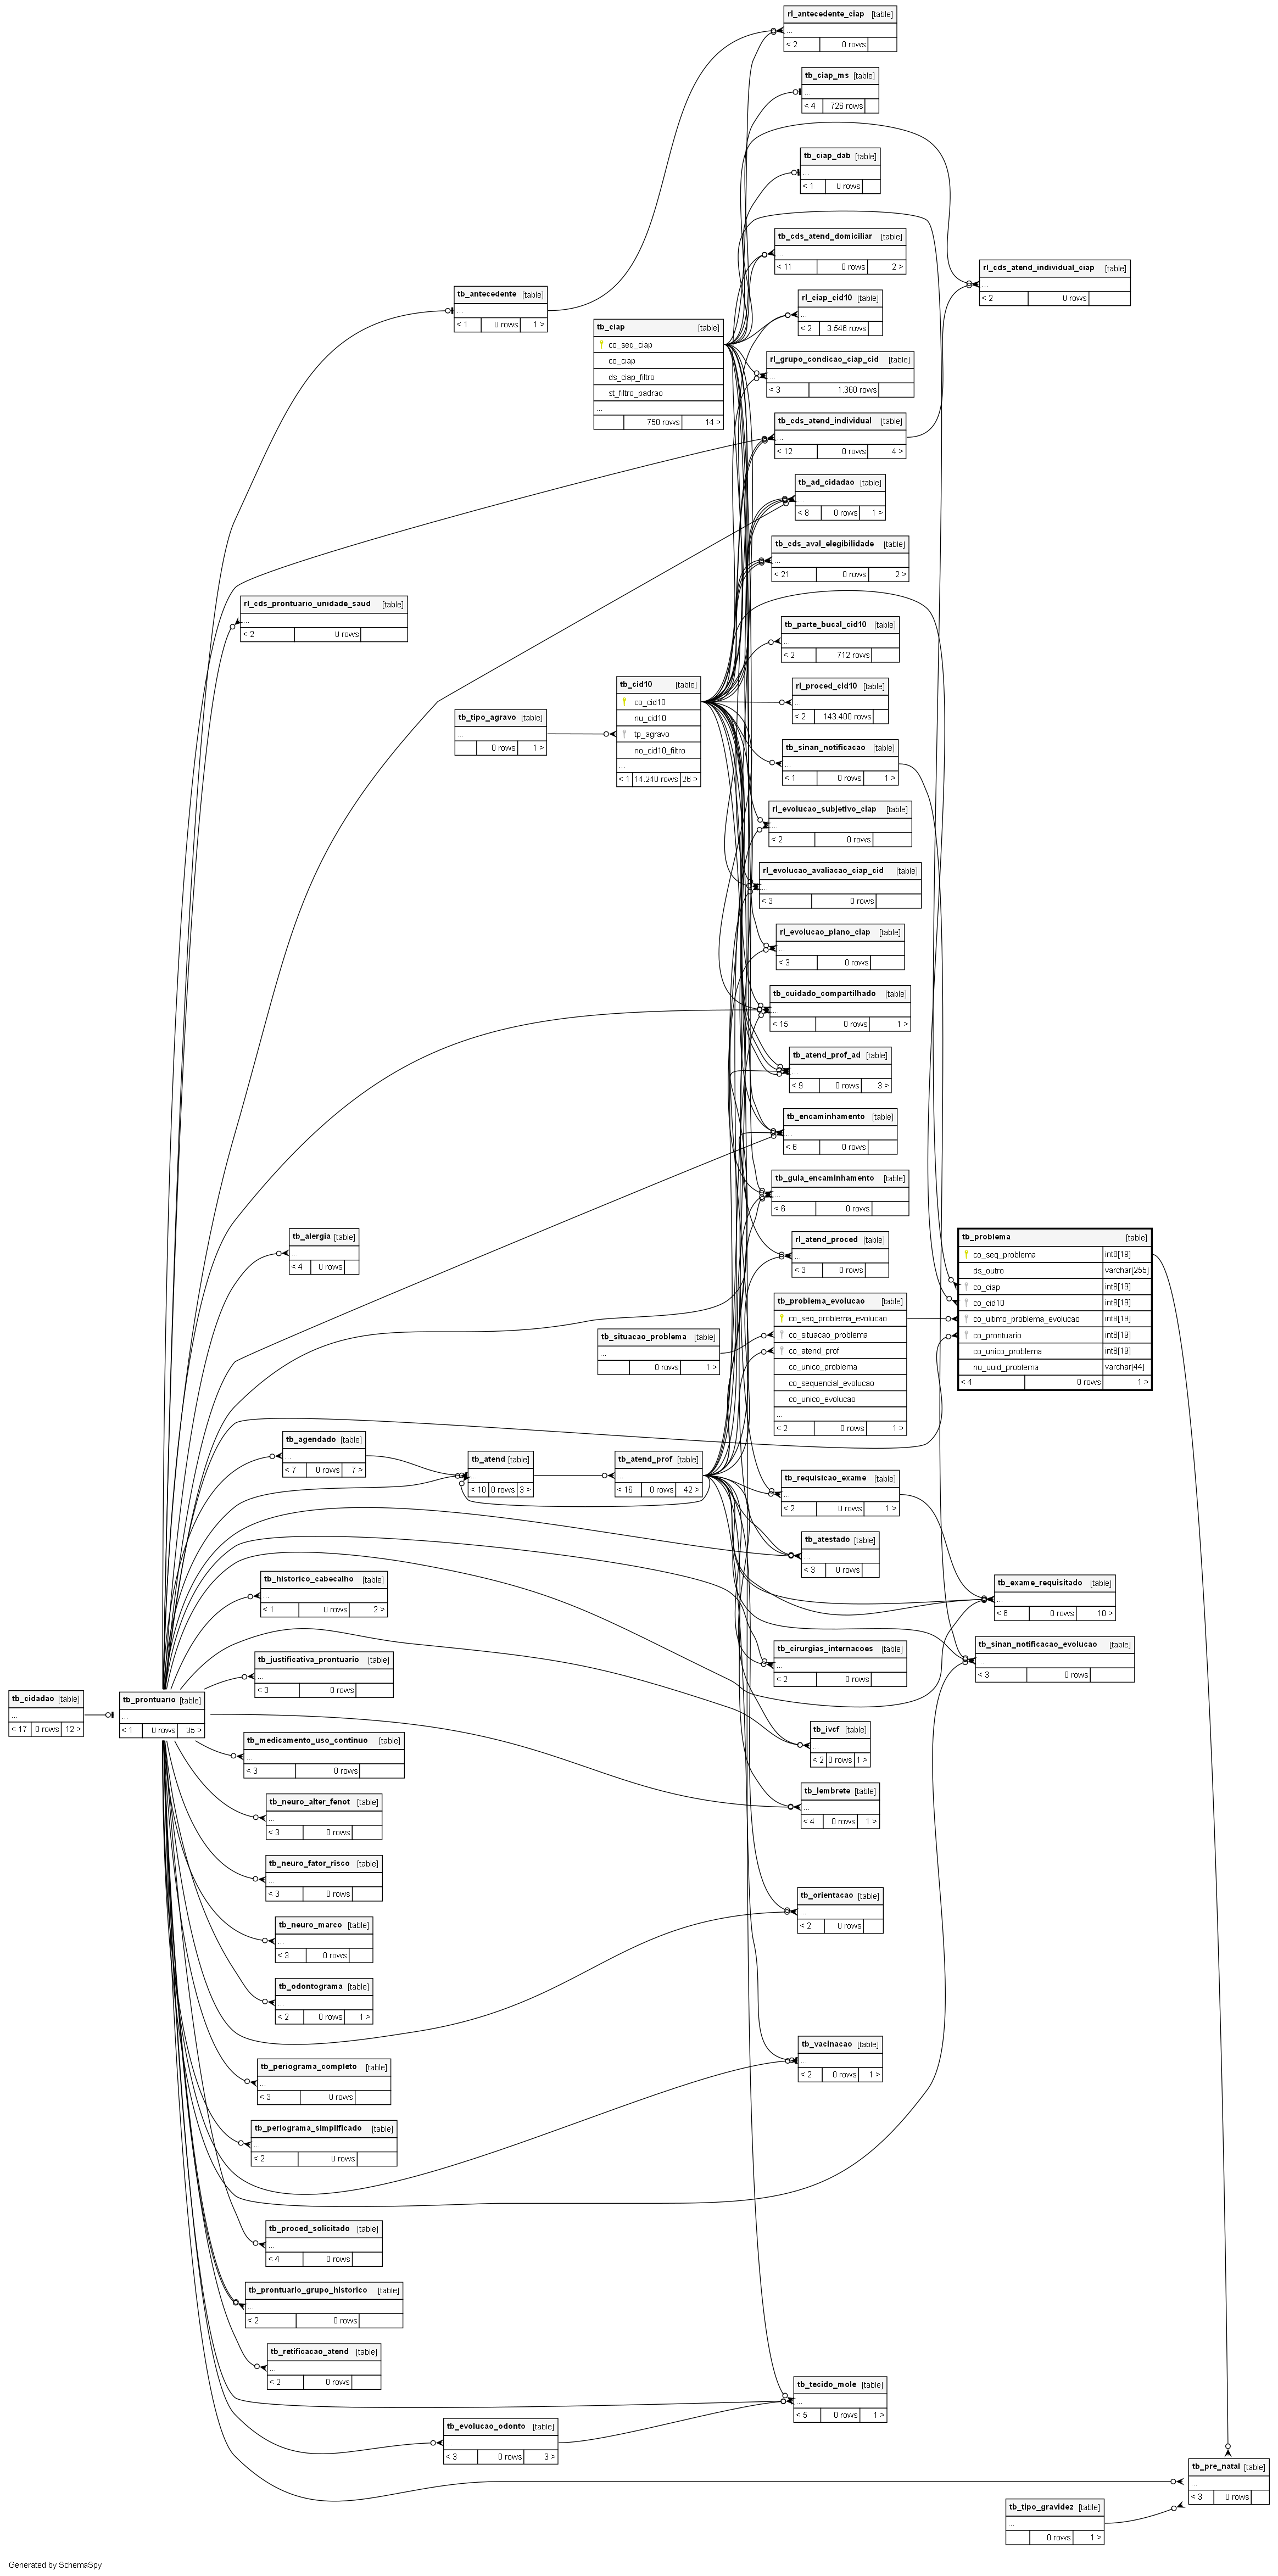 rl_antecedente_ciap [table]
...
< 2 0 rows
tb_ciap_ms [table]
...
< 4 726 rows
tb_ciap_dab [table]
...
< 1 0 rows
tb_cds_atend_domiciliar [table]
...
< 11 0 rows 2 >
rl_cds_atend_individual_ciap [table]
...
< 2 0 rows
tb_antecedente [table]
...
< 1 0 rows 1 >
rl_ciap_cid10 [table]
...
< 2 3.546 rows
tb_ciap [table]
co_seq_ciap
co_ciap
ds_ciap_filtro
st_filtro_padrao
...
750 rows 14 >
rl_grupo_condicao_ciap_cid [table]
...
< 3 1.360 rows
tb_cds_atend_individual [table]
...
< 12 0 rows 4 >
tb_ad_cidadao [table]
...
< 8 0 rows 1 >
tb_cds_aval_elegibilidade [table]
...
< 21 0 rows 2 >
rl_cds_prontuario_unidade_saud [table]
...
< 2 0 rows
tb_parte_bucal_cid10 [table]
...
< 2 712 rows
tb_cid10 [table]
co_cid10
nu_cid10
tp_agravo
no_cid10_filtro
...
< 1 14.240 rows 26 >
rl_proced_cid10 [table]
...
< 2 143.400 rows
tb_tipo_agravo [table]
...
0 rows 1 >
tb_sinan_notificacao [table]
...
< 1 0 rows 1 >
rl_evolucao_subjetivo_ciap [table]
...
< 2 0 rows
rl_evolucao_avaliacao_ciap_cid [table]
...
< 3 0 rows
rl_evolucao_plano_ciap [table]
...
< 3 0 rows
tb_cuidado_compartilhado [table]
...
< 15 0 rows 1 >
tb_atend_prof_ad [table]
...
< 9 0 rows 3 >
tb_encaminhamento [table]
...
< 6 0 rows
tb_guia_encaminhamento [table]
...
< 6 0 rows
tb_alergia [table]
...
< 4 0 rows
rl_atend_proced [table]
...
< 3 0 rows
tb_problema [table]
co_seq_problema int8[19]
ds_outro varchar[255]
co_ciap int8[19]
co_cid10 int8[19]
co_ultimo_problema_evolucao int8[19]
co_prontuario int8[19]
co_unico_problema int8[19]
nu_uuid_problema varchar[44]
< 4 0 rows 1 >
tb_problema_evolucao [table]
co_seq_problema_evolucao
co_situacao_problema
co_atend_prof
co_unico_problema
co_sequencial_evolucao
co_unico_evolucao
...
< 2 0 rows 1 >
tb_situacao_problema [table]
...
0 rows 1 >
tb_agendado [table]
...
< 7 0 rows 7 >
tb_atend [table]
...
< 10 0 rows 3 >
tb_atend_prof [table]
...
< 16 0 rows 42 >
tb_requisicao_exame [table]
...
< 2 0 rows 1 >
tb_atestado [table]
...
< 3 0 rows
tb_historico_cabecalho [table]
...
< 1 0 rows 2 >
tb_exame_requisitado [table]
...
< 6 0 rows 10 >
tb_cirurgias_internacoes [table]
...
< 2 0 rows
tb_sinan_notificacao_evolucao [table]
...
< 3 0 rows
tb_justificativa_prontuario [table]
...
< 3 0 rows
tb_cidadao [table]
...
< 17 0 rows 12 >
tb_prontuario [table]
...
< 1 0 rows 35 >
tb_ivcf [table]
...
< 2 0 rows 1 >
tb_medicamento_uso_continuo [table]
...
< 3 0 rows
tb_lembrete [table]
...
< 4 0 rows 1 >
tb_neuro_alter_fenot [table]
...
< 3 0 rows
tb_neuro_fator_risco [table]
...
< 3 0 rows
tb_orientacao [table]
...
< 2 0 rows
tb_neuro_marco [table]
...
< 3 0 rows
tb_odontograma [table]
...
< 2 0 rows 1 >
tb_vacinacao [table]
...
< 2 0 rows 1 >
tb_periograma_completo [table]
...
< 3 0 rows
tb_periograma_simplificado [table]
...
< 2 0 rows
tb_proced_solicitado [table]
...
< 4 0 rows
tb_prontuario_grupo_historico [table]
...
< 2 0 rows
tb_retificacao_atend [table]
...
< 2 0 rows
tb_tecido_mole [table]
...
< 5 0 rows 1 >
tb_evolucao_odonto [table]
...
< 3 0 rows 3 >
tb_pre_natal [table]
...
< 3 0 rows
tb_tipo_gravidez [table]
...
0 rows 1 >
Generated by SchemaSpy